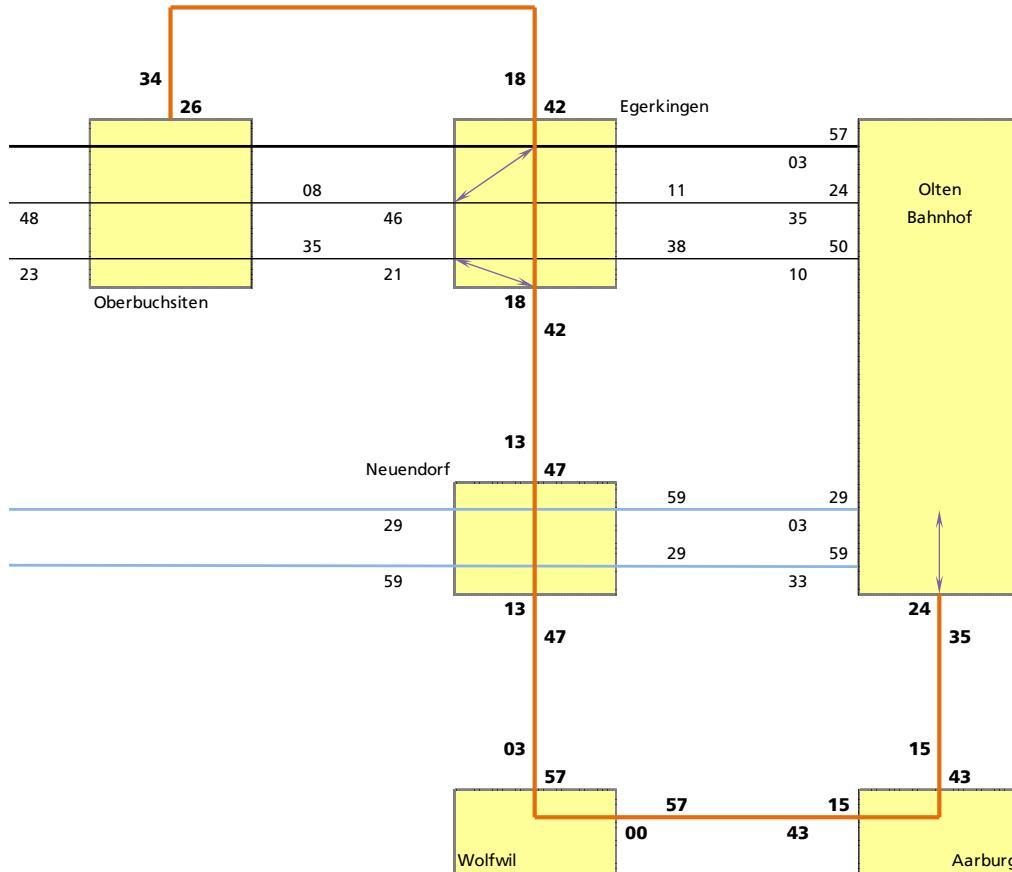 34 18
26 42 Egerkingen
57
03
08 11 24 Olten
48 46 35 Bahnhof
35 38 50
23 21 10
Oberbuchsiten 18
42
13
Neuendorf 47
59 29
29 03
29 59
59 33
13 24
47 35
03 15
57 43
57 15
00 43
Wolfwil Aarburg